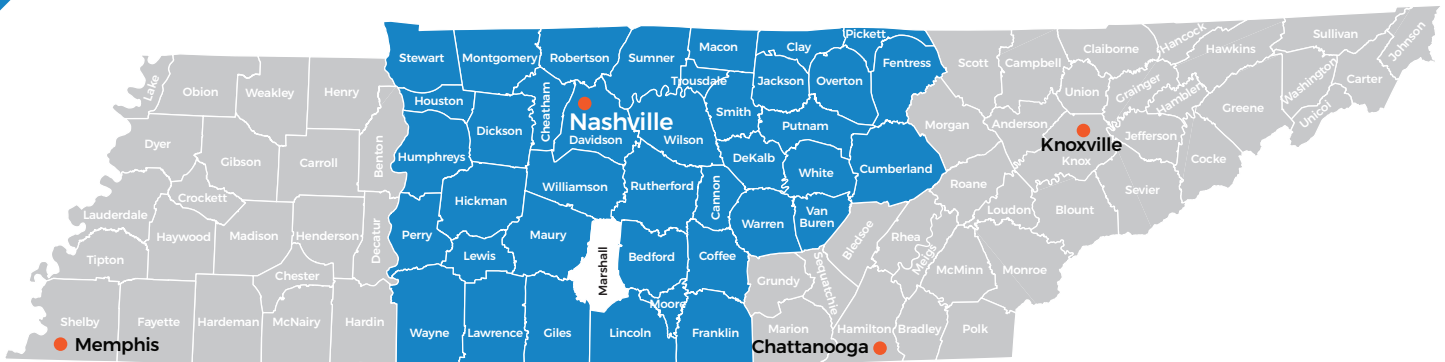 Stewart
Montgomery
Robertson
Sumner
Macon
Clay
Pickett
Fentress
Scott
Campbell
Claiborne
Hancock
Hawkins
Sullivan
Johnson
Lake
Obion
Weakley
Henry
Houston
Cheatham
Trousdale
Jackson
Overton
Union
Grainger
Hamblen
Washington
Carter
Greene
Unicoi
Dickson
Nashville
Davidson
Wilson
Smith
Putnam
Morgan
Anderson
Knoxville
Knox
Jefferson
Cocke
Dyer
Gibson
Carroll
Benton
Humphreys
DeKalb
White
Cumberland
Roane
Sevier
Crockett
Hickman
Williamson
Rutherford
Cannon
Van
Buren
Warren
Loudon
Blount
Lauderdale
Haywood
Madison
Henderson
Decatur
Perry
Lewis
Maury
Marshall
Bedford
Coffee
Bledsoe
Rhea
Meigs
McMinn
Monroe
Tipton
Chester
Grundy
Sequatchie
Shelby
Fayette
Hardeman
McNairy
Hardin
Wayne
Lawrence
Giles
Lincoln
Moore
Franklin
Marion
Hamilton
Bradley
Polk
Memphis
Chattanooga